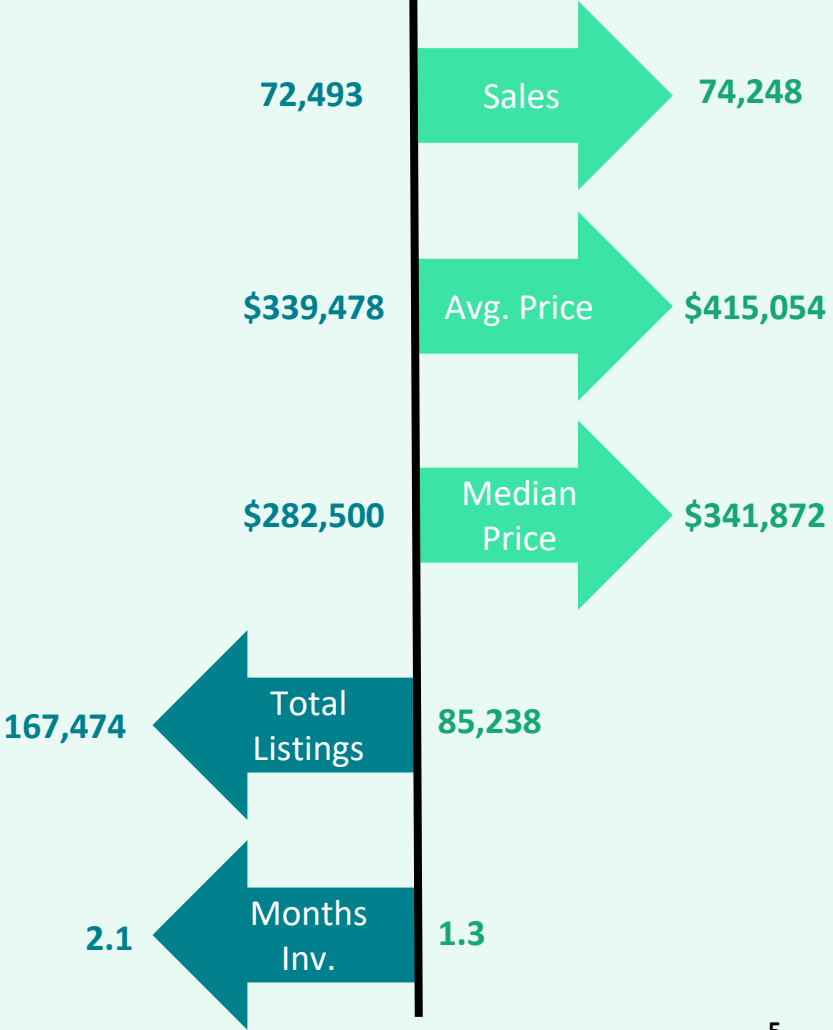 72,493
Sales
74,248
$339,478
Avg. Price
$415,054
$282,500
Median
Price
$341,872
167,474
Total
Listings
85,238
2.1
Months
Inv.
1.3